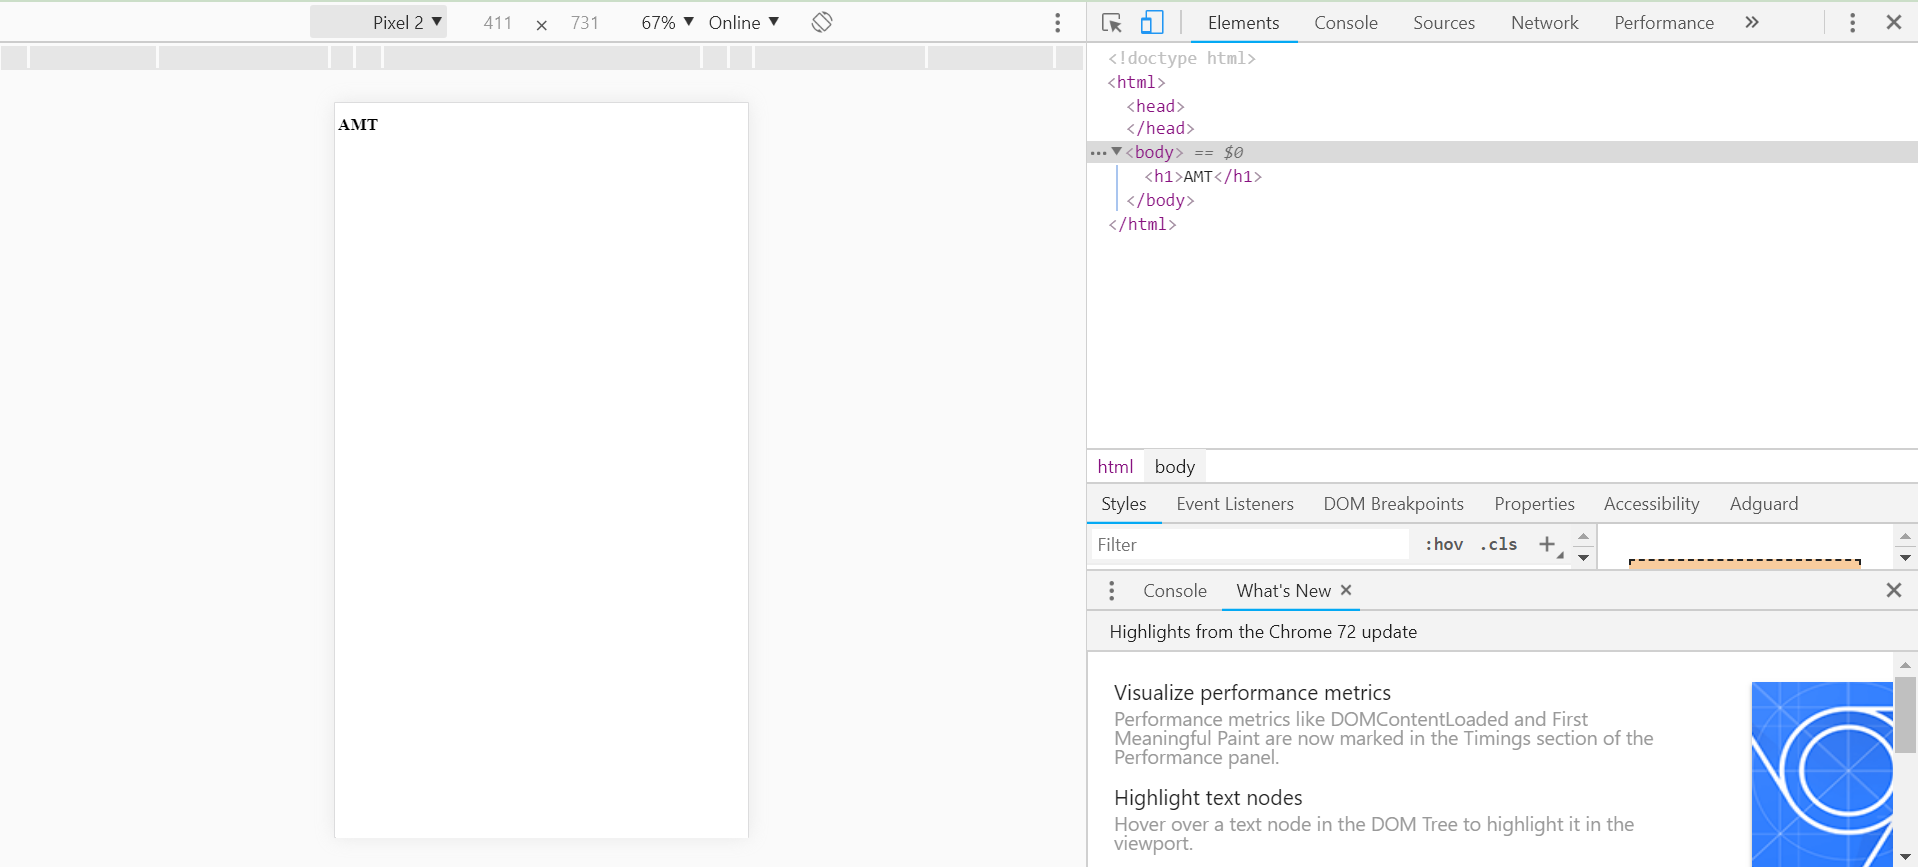 Pixel 2 ▼ 411 × 731 67% ▼ Online ▼
AMT
Elements Console Sources Network Performance »
<!doctype html>
<html>
<head>
</head>
…▼<body> == $0
<h1>AMT</h1>
</body>
</html>
html body
Styles Event Listeners DOM Breakpoints Properties Accessibility Adguard
Filter :hov .cls +
Console What's New ×
Highlights from the Chrome 72 update
Visualize performance metrics
Performance metrics like DOMContentLoaded and First
Meaningful Paint are now marked in the Timings section of the
Performance panel.
Highlight text nodes
Hover over a text node in the DOM Tree to highlight it in the
viewport.